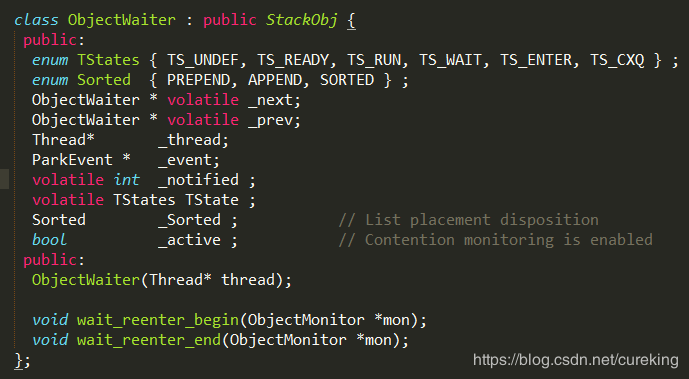 class ObjectWaiter : public StackObj {
 public:
  enum TStates { TS_UNDEF, TS_READY, TS_RUN, TS_WAIT, TS_ENTER, TS_CXQ } ;
  enum Sorted  { PREPEND, APPEND, SORTED } ;
  ObjectWaiter * volatile _next;
  ObjectWaiter * volatile _prev;
  Thread*       _thread;
  ParkEvent *   _event;
  volatile int  _notified ;
  volatile TStates TState ;
  Sorted        _Sorted ;           // List placement disposition
  bool          _active ;           // Contention monitoring is enabled
 public:
  ObjectWaiter(Thread* thread);

  void wait_reenter_begin(ObjectMonitor *mon);
  void wait_reenter_end(ObjectMonitor *mon);
};
https://blog.csdn.net/cureking